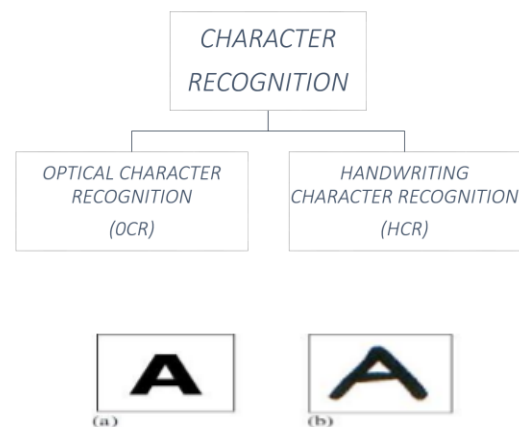 CHARACTER
RECOGNITION
OPTICAL CHARACTER
RECOGNITION
(0CR)
HANDWRITING
CHARACTER RECOGNITION
(HCR)
A
A
(a)
(b)